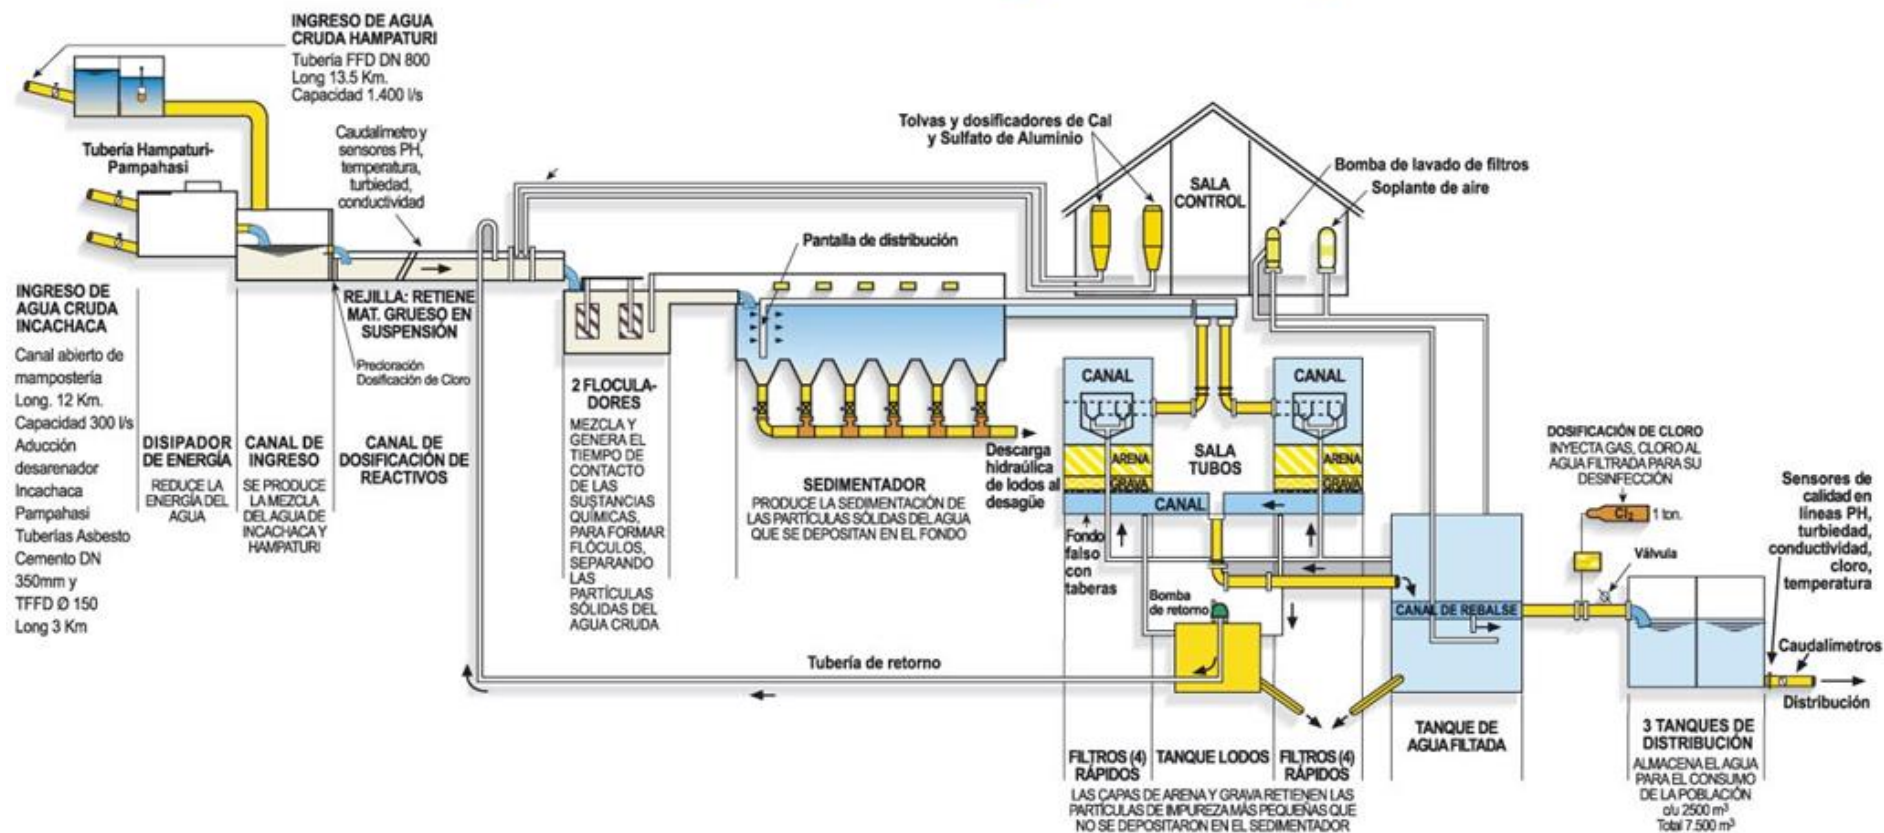 INGRESO DE AGUA
CRUDA HAMPATURI
Tubería FFD DN 800
Long 13.5 Km.
Capacidad 1.400 l/s
Tubería Hampaturi-
Pampahasi
Caudalímetro y
sensores PH,
temperatura,
turbiedad,
conductividad
INGRESO DE
AGUA CRUDA
INCACHACA
Canal abierto de
mampostería
Long. 12 Km.
Capacidad 300 l/s
Aducción
desarenador
Incachaca
Pampahasi
Tuberías Asbesto
Cemento DN
350mm y
TFFD Ø 150
Long 3 Km
DISIPADOR
DE ENERGÍA
REDUCE LA
ENERGÍA DEL
AGUA
CANAL DE
INGRESO
SE PRODUCE
LA MEZCLA
DEL AGUA DE
INCACHACA Y
HAMPATURI
REJILLA: RETIENE
MAT. GRUESO EN
SUSPENSIÓN
Precloración
Dosificación de Cloro
CANAL DE
DOSIFICACIÓN DE
REACTIVOS
2 FLOCULA-
DORES
MEZCLA Y
GENERA EL
TIEMPO DE
CONTACTO
DE LAS
SUSTANCIAS
QUÍMICAS,
PARA FORMAR
FLÓCULOS,
SEPARANDO
LAS
PARTÍCULAS
SÓLIDAS DEL
AGUA CRUDA
Pantalla de distribución
SEDIMENTADOR
PRODUCE LA SEDIMENTACIÓN DE
LAS PARTÍCULAS SÓLIDAS DEL AGUA
QUE SE DEPOSITAN EN EL FONDO
Descarga
hidraúlica
de lodos al
desagüe
Tolvas y dosificadores de Cal
y Sulfato de Aluminio
SALA
CONTROL
Bomba de lavado de filtros
Soplante de aire
CANAL
ARENA
GRAVA
SALA
TUBOS
CANAL
ARENA
GRAVA
CANAL
Fondo
falso
con
taberas
Bomba
de retorno
Tubería de retorno
FILTROS (4)
RÁPIDOS
TANQUE LODOS
FILTROS (4)
RÁPIDOS
LAS CAPAS DE ARENA Y GRAVA RETIENEN LAS
PARTÍCULAS DE IMPUREZA MÁS PEQUEÑAS QUE
NO SE DEPOSITARON EN EL SEDIMENTADOR
CANAL DE REBALSE
TANQUE DE
AGUA FILTADA
DOSIFICACIÓN DE CLORO
INYECTA GAS, CLORO AL
AGUA FILTRADA PARA SU
DESINFECCIÓN
Cl₂
1 ton.
Válvula
Sensores de
calidad en
líneas PH,
turbiedad,
conductividad,
cloro,
temperatura
Caudalímetros
Distribución
3 TANQUES DE
DISTRIBUCIÓN
ALMACENA EL AGUA
PARA EL CONSUMO
DE LA POBLACIÓN
c/u 2500 m³
Total 7.500 m³